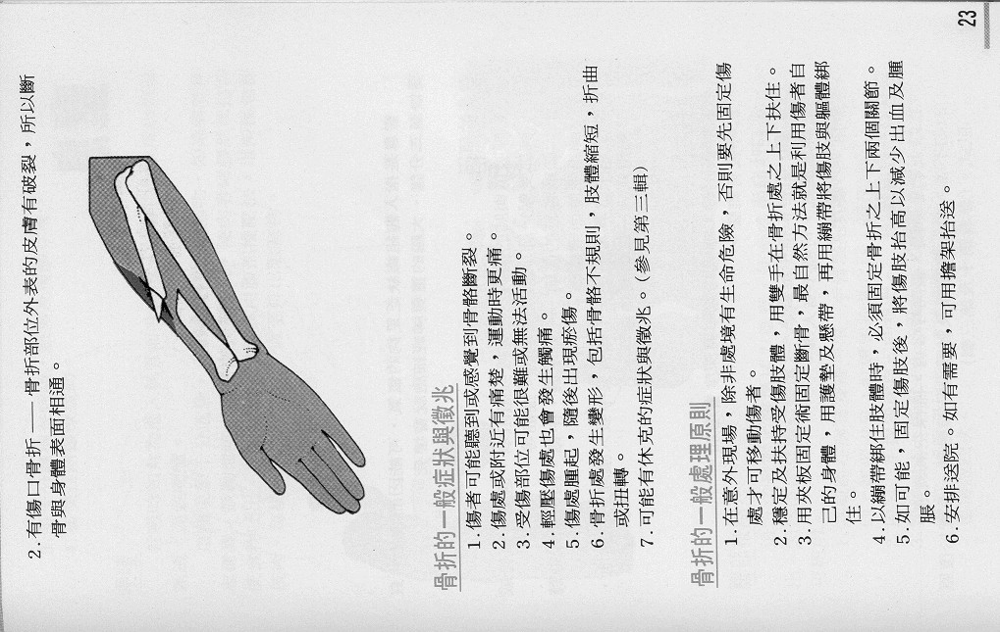 2.有傷口骨折——骨折部位外表的皮膚有破裂，所以斷
骨與身體表面相通。
骨折的一般症狀與徵兆
1.傷者可能聽到或感覺到骨骼斷裂。
2.傷處或附近有痛楚，運動時更痛。
3.受傷部位可能很難或無法活動。
4.輕壓傷處也會發生觸痛。
5.傷處腫起，隨後出現瘀傷。
6.骨折處發生變形，包括骨骼不規則，肢體縮短，折曲
或扭轉。
7.可能有休克的症狀與徵兆。（參見第三輯）
骨折的一般處理原則
1.在意外現場，除非處境有生命危險，否則要先固定傷
處才可移動傷者。
2.穩定及扶持受傷肢體，用雙手在骨折處之上下扶住。
3.用夾板固定術固定斷骨，最自然方法就是利用傷者自
己的身體，用護墊及懸帶，再用繃帶將傷肢與軀體綁
住。
4.以繃帶綁住肢體時，必須固定骨折之上下兩個關節。
5.如可能，固定傷肢後，將傷肢抬高以減少出血及腫
脹。
6.安排送院。如有需要，可用擔架抬送。
23